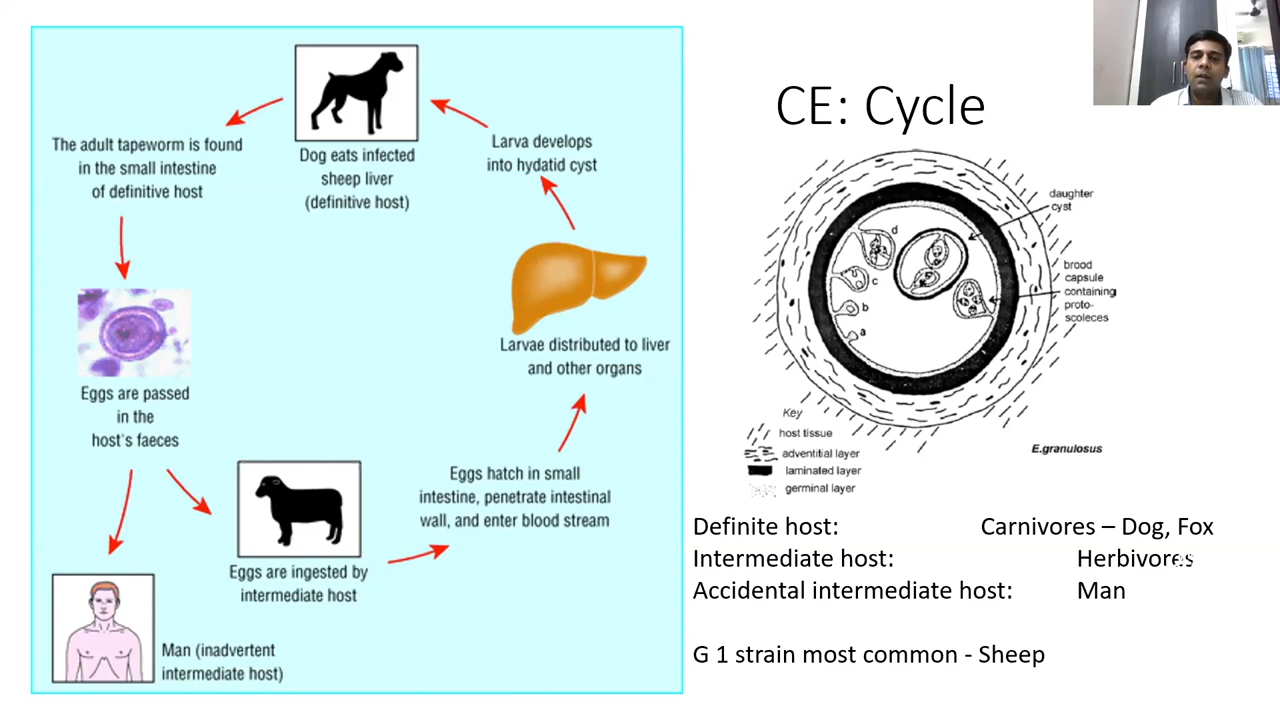 CE: Cycle
Dog eats infected
sheep liver
(definitive host)
The adult tapeworm is found
in the small intestine
of definitive host
Eggs are passed
in the
host's faeces
Man (inadvertent
intermediate host)
Eggs are ingested by
intermediate host
Eggs hatch in small
intestine, penetrate intestinal
wall, and enter blood stream
Larvae distributed to liver
and other organs
Larva develops
into hydatid cyst
daughter
cyst
brood
capsule
containing
proto-
scoleces
d
c
b
a
Key
host tissue
adventitial layer
laminated layer
germinal layer
E.granulosus
Definite host: Carnivores – Dog, Fox
Intermediate host: Herbivores
Accidental intermediate host: Man
G 1 strain most common - Sheep